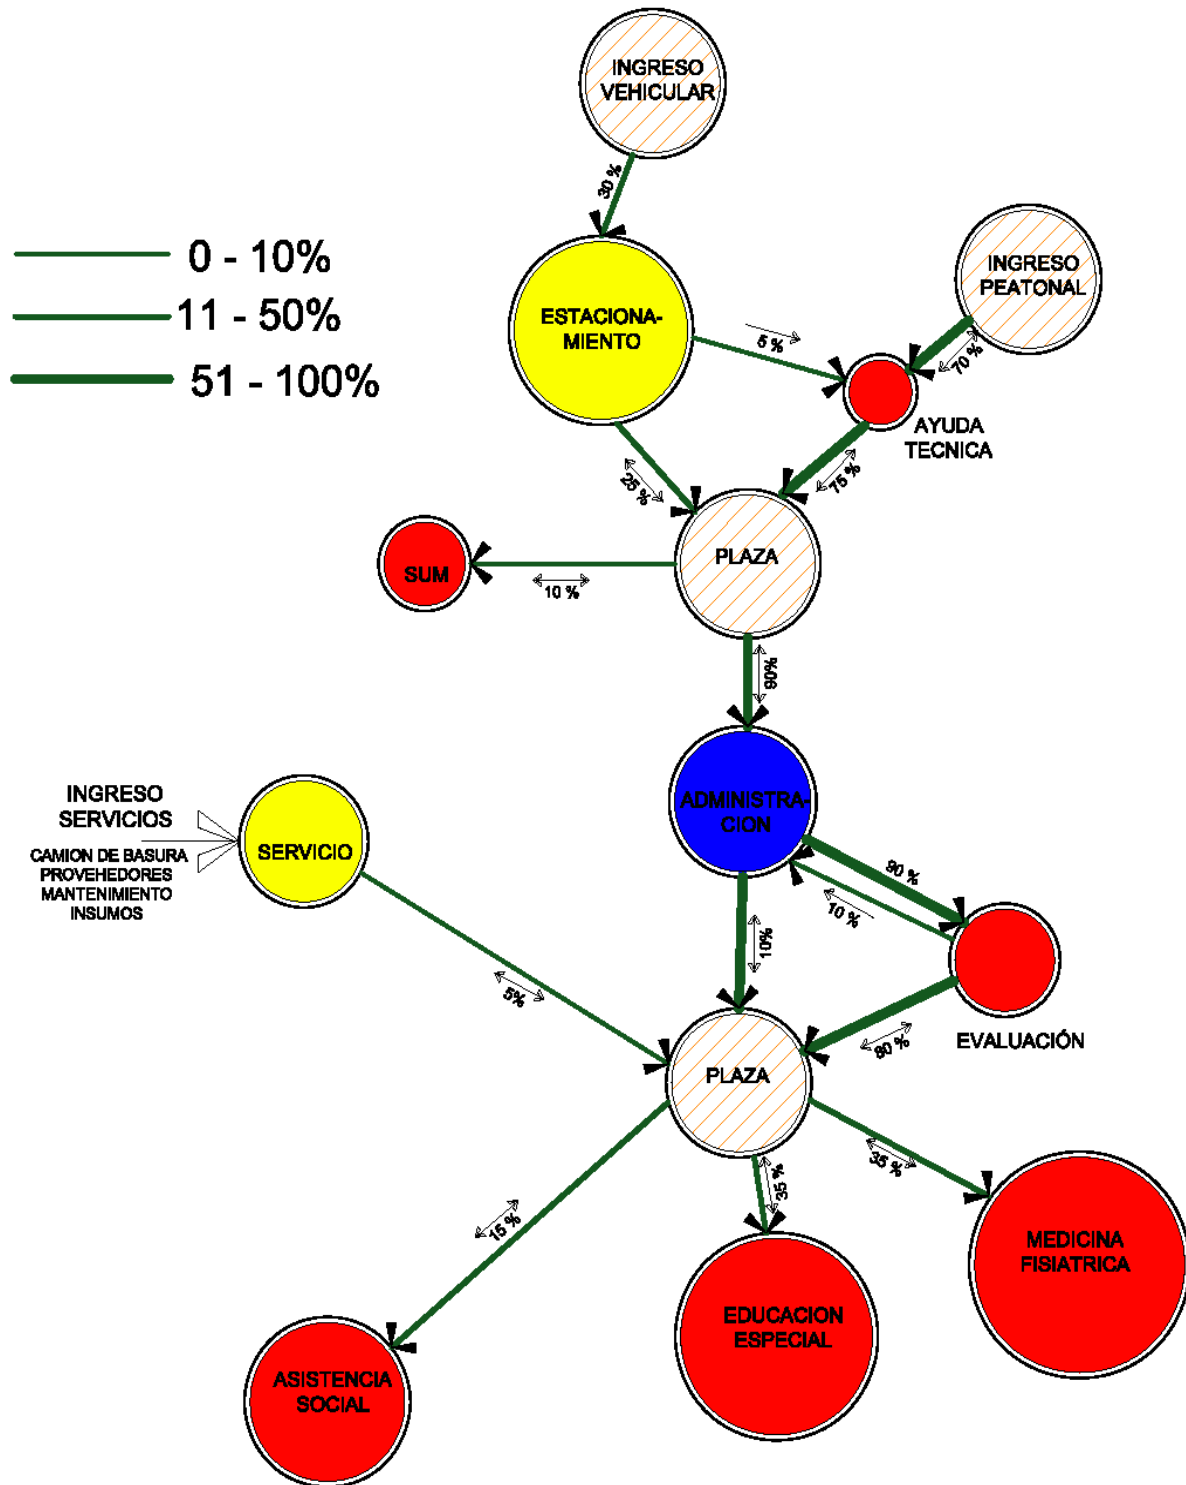 INGRESO
VEHICULAR
30 %
0 - 10%
11 - 50%
51 - 100%
INGRESO
PEATONAL
ESTACIONA-
MIENTO
5 %
70 %
AYUDA
TECNICA
25 %
75 %
PLAZA
SUM
10 %
90%
INGRESO
SERVICIOS
CAMION DE BASURA
PROVEHEDORES
MANTENIMIENTO
INSUMOS
SERVICIO
ADMINISTRA-
CION
90 %
10 %
10%
5%
80 %
EVALUACIÓN
PLAZA
35 %
35 %
15 %
MEDICINA
FISIATRICA
EDUCACION
ESPECIAL
ASISTENCIA
SOCIAL